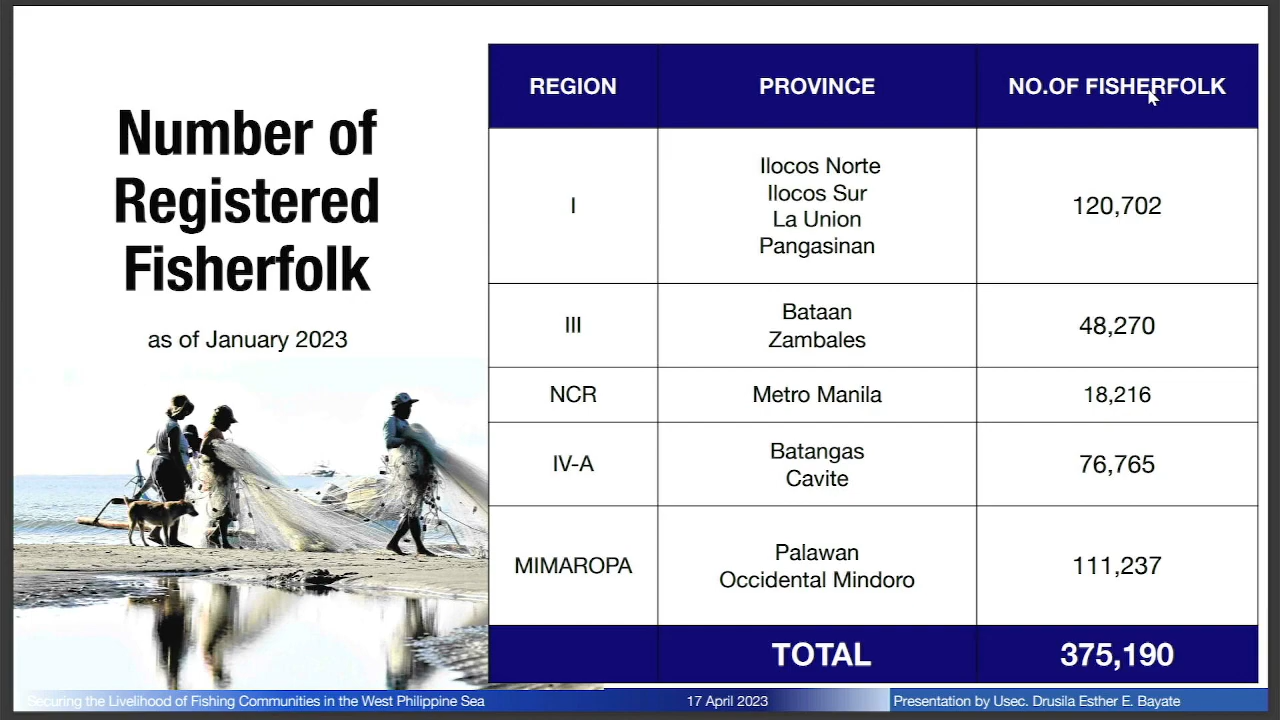 Number of
Registered
Fisherfolk
as of January 2023
REGION PROVINCE NO.OF FISHERFOLK
I
Ilocos Norte
Ilocos Sur
La Union
Pangasinan
120,702
III
Bataan
Zambales
48,270
NCR Metro Manila 18,216
IV-A
Batangas
Cavite
76,765
MIMAROPA
Palawan
Occidental Mindoro
111,237
TOTAL 375,190
Securing the Livelihood of Fishing Communities in the West Philippine Sea 17 April 2023 Presentation by Usec. Drusila Esther E. Bayate